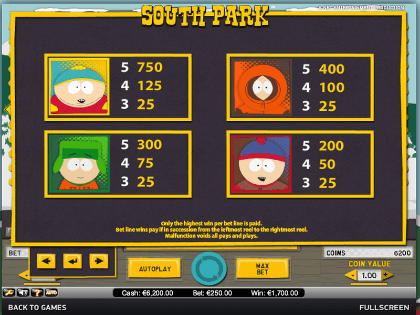 SOUTH PARK
5 750
4 125
3 25
5 400
4 100
3 25
5 300
4 75
3 25
5 200
4 50
3 25
Only the highest win per bet line is paid.
Bet line wins pay if in succession from the leftmost reel to the rightmost reel.
Malfunction voids all pays and plays.
BET
COINS 6200
AUTOPLAY
MAX
BET
COIN VALUE
1.00
Cash: €6,200.00 Bet: €250.00 Win: €1,700.00
BACK TO GAMES
FULLSCREEN